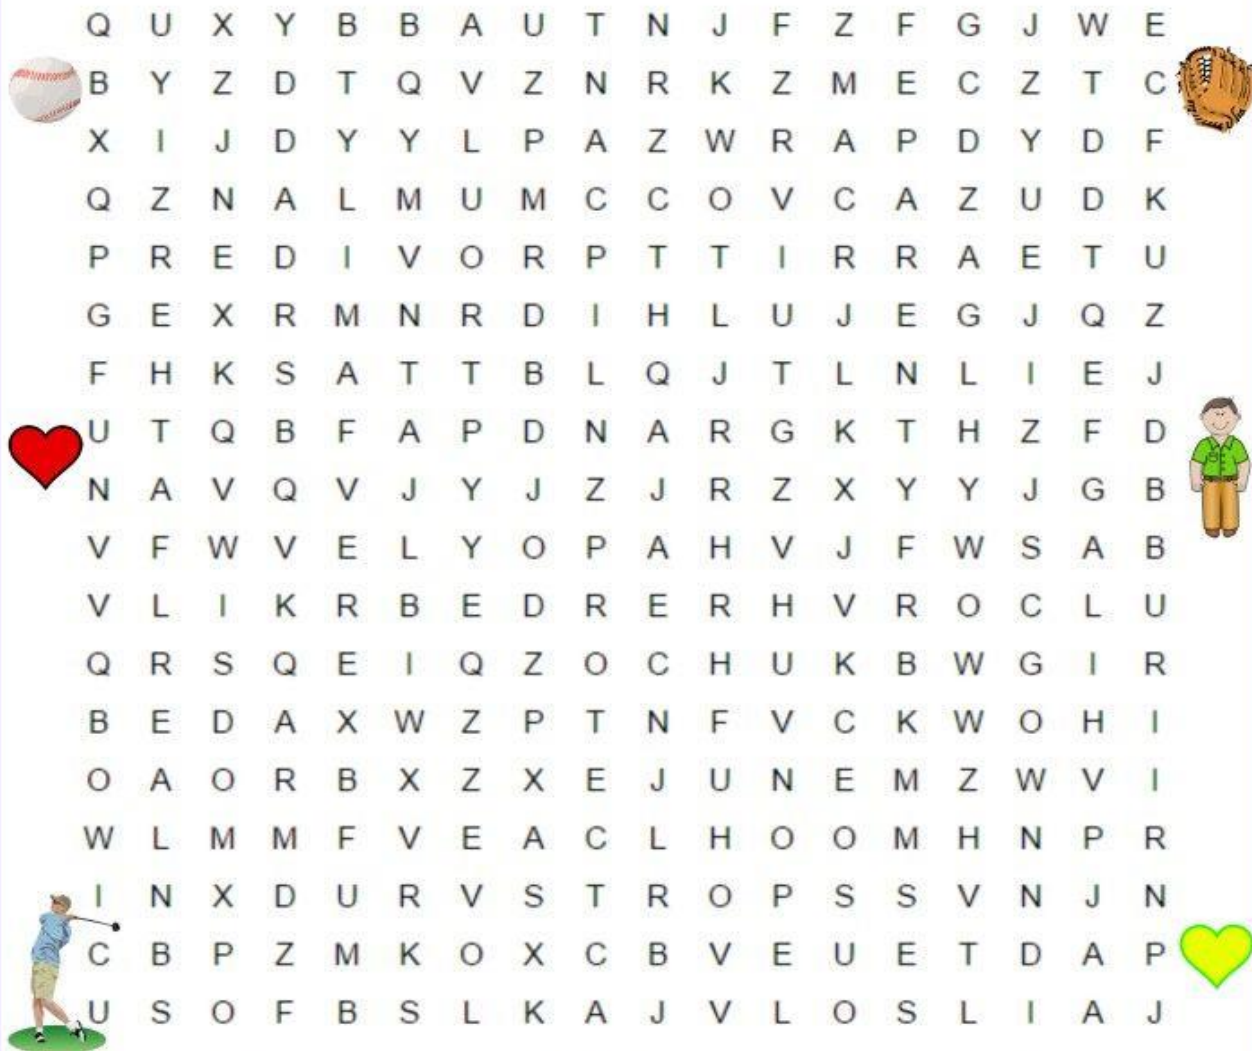 Q U X Y B B A U T N J F Z F G J W E
B Y Z D T Q V Z N R K Z M E C Z T C
X I J D Y Y L P A Z W R A P D Y D F
Q Z N A L M U M C C O V C A Z U D K
P R E D I V O R P T T I R R A E T U
G E X R M N R D I H L U J E G J Q Z
F H K S A T T B L Q J T L N L I E J
U T Q B F A P D N A R G K T H Z F D
N A V Q V J Y J Z J R Z X Y Y J G B
V F W V E L Y O P A H V J F W S A B
V L I K R B E D R E R H V R O C L U
Q R S Q E I Q Z O C H U K B W G I R
B E D A X W Z P T N F V C K W O H I
O A O R B X Z X E J U N E M Z W V I
W L M M F V E A C L H O O M H N P R
I N X D U R V S T R O P S S V N J N
C B P Z M K O X C B V E U E T D A P
U S O F B S L K A J V L O S L I A J